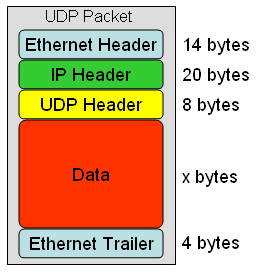 UDP Packet
Ethernet Header 14 bytes
IP Header 20 bytes
UDP Header 8 bytes
Data x bytes
Ethernet Trailer 4 bytes